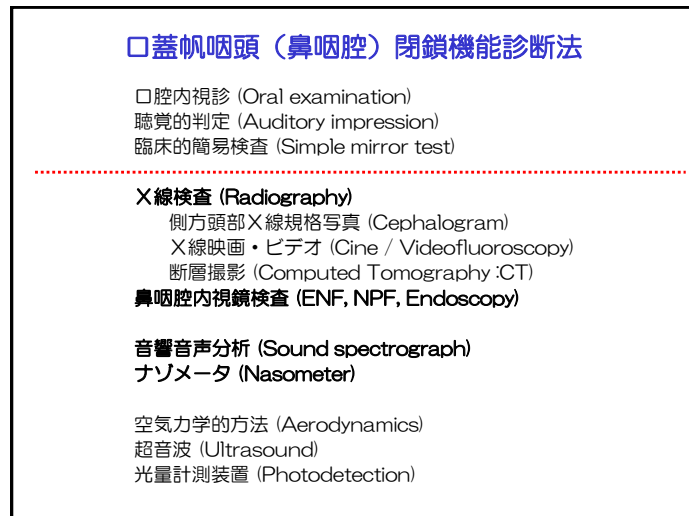 口蓋帆咽頭（鼻咽腔）閉鎖機能診断法
口腔内視診 (Oral examination)
聴覚的判定 (Auditory impression)
臨床的簡易検査 (Simple mirror test)
X線検査 (Radiography)
側方頭部X線規格写真 (Cephalogram)
X線映画・ビデオ (Cine / Videofluoroscopy)
断層撮影 (Computed Tomography :CT)
鼻咽腔内視鏡検査 (ENF, NPF, Endoscopy)
音響音声分析 (Sound spectrograph)
ナゾメータ (Nasometer)
空気力学的方法 (Aerodynamics)
超音波 (Ultrasound)
光量計測装置 (Photodetection)